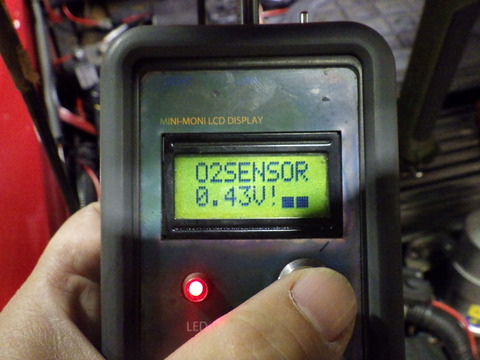 MINI-MONI LCD DISPLAY
O2SENSOR
0.43V!
LED